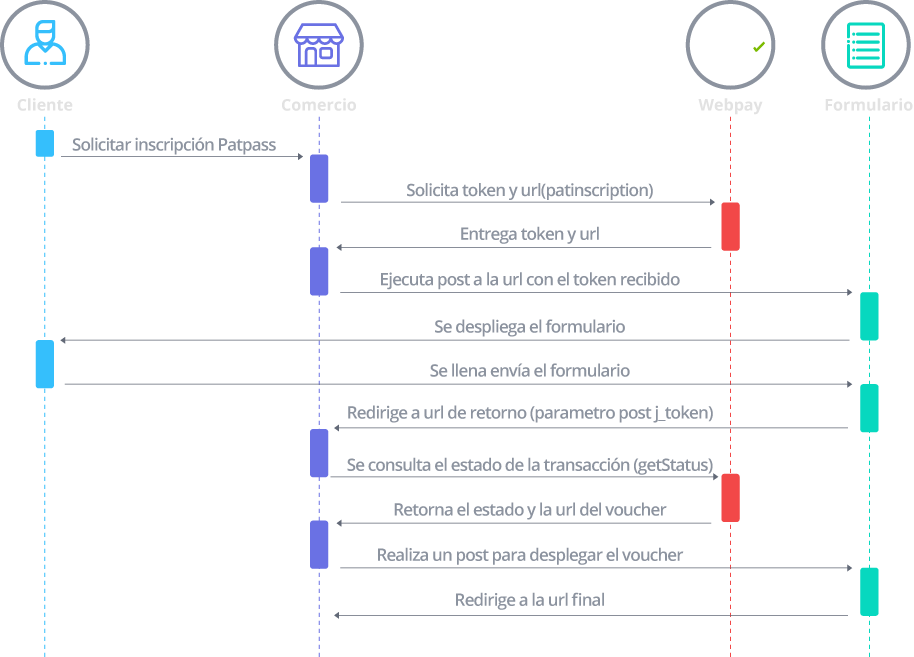 Cliente
Comercio
Webpay
Formulario
Solicitar inscripción Patpass
Solicita token y url(patinscription)
Entrega token y url
Ejecuta post a la url con el token recibido
Se despliega el formulario
Se llena envía el formulario
Redirige a url de retorno (parametro post j_token)
Se consulta el estado de la transacción (getStatus)
Retorna el estado y la url del voucher
Realiza un post para desplegar el voucher
Redirige a la url final